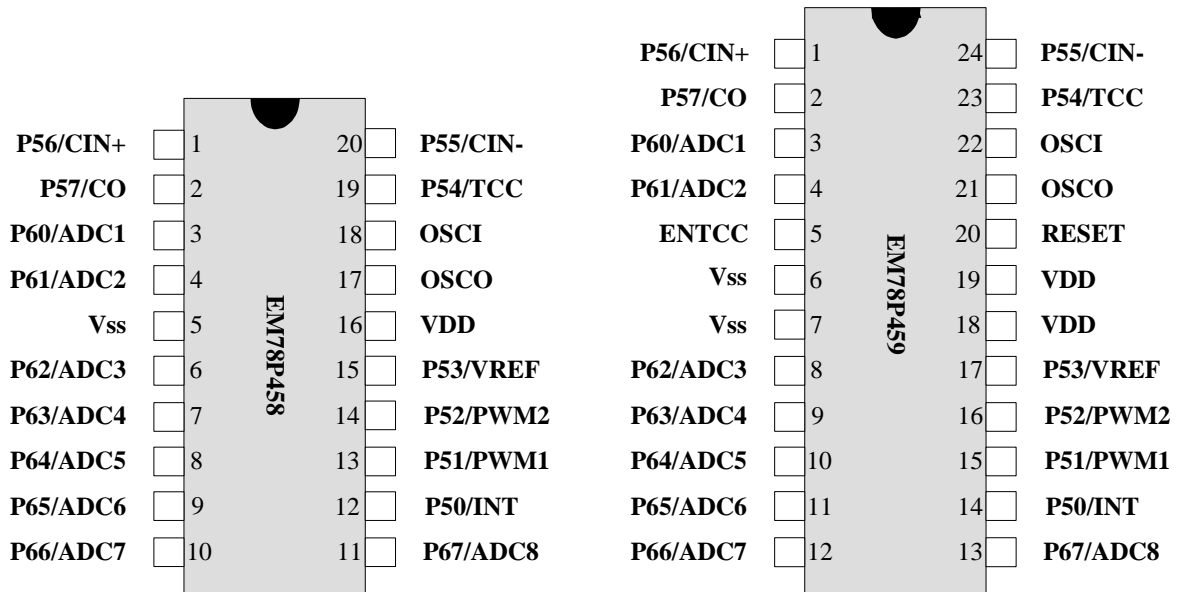 P56/CIN+ 1 20 P55/CIN-
P57/CO 2 19 P54/TCC
P60/ADC1 3 18 OSCI
P61/ADC2 4 17 OSCO
Vss 5 16 VDD
P62/ADC3 6 15 P53/VREF
P63/ADC4 7 14 P52/PWM2
P64/ADC5 8 13 P51/PWM1
P65/ADC6 9 12 P50/INT
P66/ADC7 10 11 P67/ADC8
EM78P458
P56/CIN+ 1 24 P55/CIN-
P57/CO 2 23 P54/TCC
P60/ADC1 3 22 OSCI
P61/ADC2 4 21 OSCO
ENTCC 5 20 RESET
Vss 6 19 VDD
Vss 7 18 VDD
P62/ADC3 8 17 P53/VREF
P63/ADC4 9 16 P52/PWM2
P64/ADC5 10 15 P51/PWM1
P65/ADC6 11 14 P50/INT
P66/ADC7 12 13 P67/ADC8
EM78P459